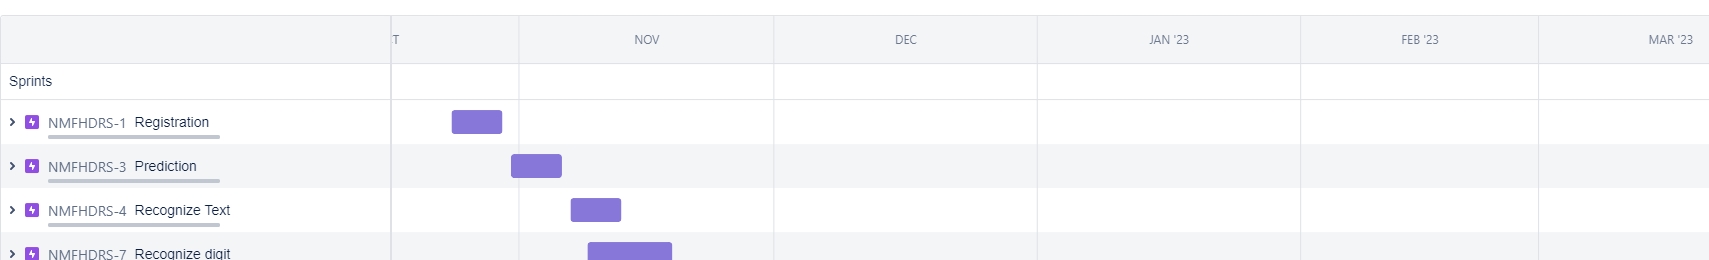 T NOV DEC JAN '23 FEB '23 MAR '23
Sprints
NMFHDRS-1 Registration
NMFHDRS-3 Prediction
NMFHDRS-4 Recognize Text
NMFHDRS-7 Recognize digit